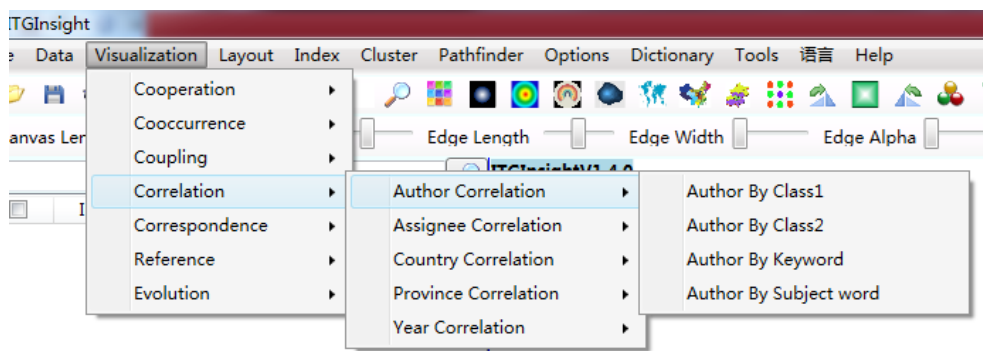 ITGInsight
e Data Visualization Layout Index Cluster Pathfinder Options Dictionary Tools 语言 Help
Cooperation
anvas Len Edge Length Edge Width Edge Alpha
Cooccurrence
Coupling
ITGInsightV1.4.0
Correlation Author Correlation Author By Class1
I
Correspondence Assignee Correlation Author By Class2
Reference Country Correlation Author By Keyword
Evolution Province Correlation Author By Subject word
Year Correlation